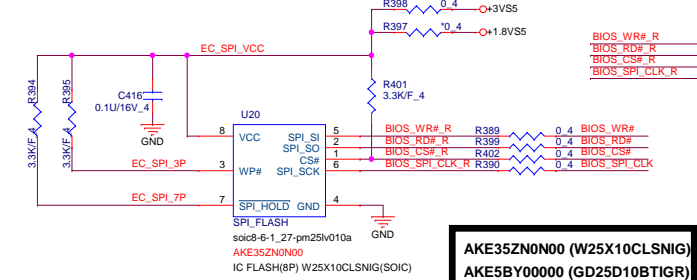 R398 0_4 +3VS5
R397 *0_4 +1.8VS5
EC_SPI_VCC
BIOS_WR#_R
BIOS_RD#_R
BIOS_CS#_R
BIOS_SPI_CLK_R
R394
3.3K/F_4
R395
3.3K/F_4
C416
0.1U/16V_4
GND
R401
3.3K/F_4
U20
8 VCC SPI_SI 5 BIOS_WR#_R R389 0_4 BIOS_WR#
SPI_SO 2 BIOS_RD#_R R399 0_4 BIOS_RD#
CS# 1 BIOS_CS#_R R402 0_4 BIOS_CS#
EC_SPI_3P 3 WP# SPI_SCK 6 BIOS_SPI_CLK_R R390 0_4 BIOS_SPI_CLK
EC_SPI_7P 7 SPI_HOLD GND 4
GND
SPI_FLASH
soic8-6-1_27-pm25lv010a
AKE35ZN0N00
IC FLASH(8P) W25X10CLSNIG(SOIC)
AKE35ZN0N00 (W25X10CLSNIG)
AKE5BY00000 (GD25D10BTIGR)